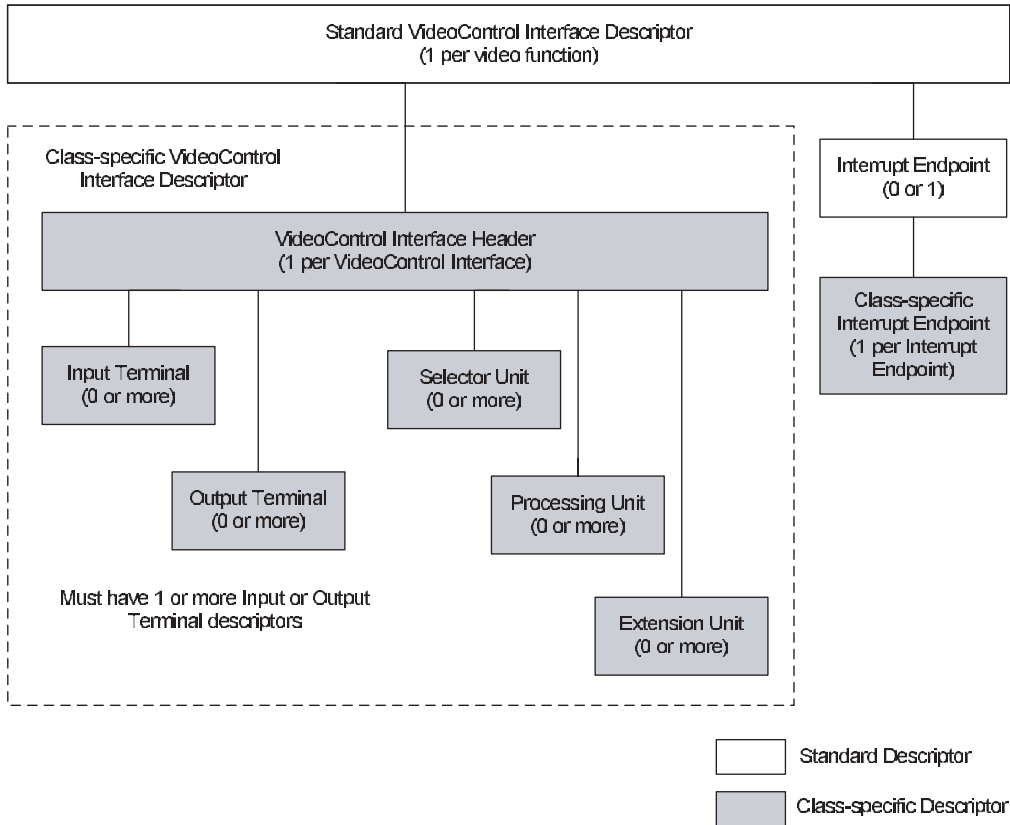 Standard VideoControl Interface Descriptor
(1 per video function)
Class-specific VideoControl
Interface Descriptor
Interrupt Endpoint
(0 or 1)
VideoControl Interface Header
(1 per VideoControl Interface)
Class-specific
Interrupt Endpoint
(1 per Interrupt
Endpoint)
Input Terminal
(0 or more)
Selector Unit
(0 or more)
Output Terminal
(0 or more)
Processing Unit
(0 or more)
Must have 1 or more Input or Output
Terminal descriptors
Extension Unit
(0 or more)
Standard Descriptor
Class-specific Descriptor